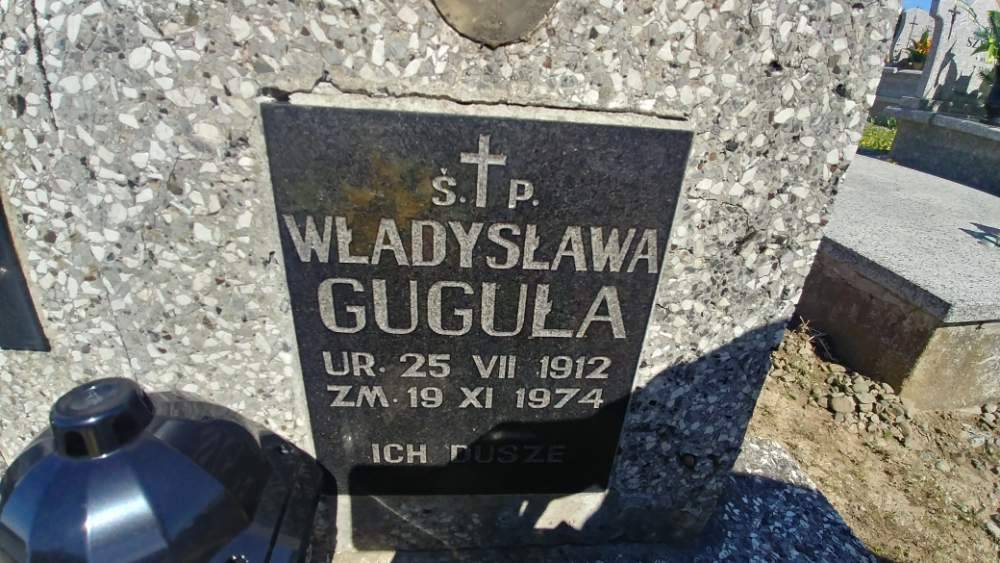 Ś. P.
WŁADYSŁAWA
GUGUŁA
UR. 25 VII 1912
ZM. 19 XI 1974
ICH DUSZE